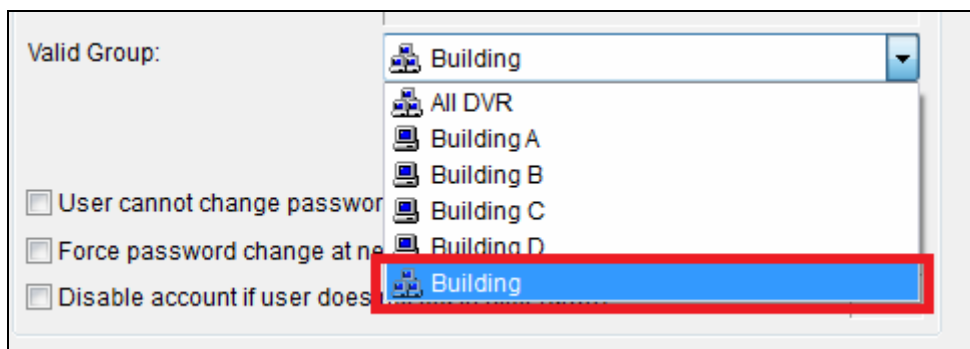 Valid Group:
Building
All DVR
Building A
Building B
Building C
User cannot change passwor
Building D
Force password change at ne
Building
Disable account if user does